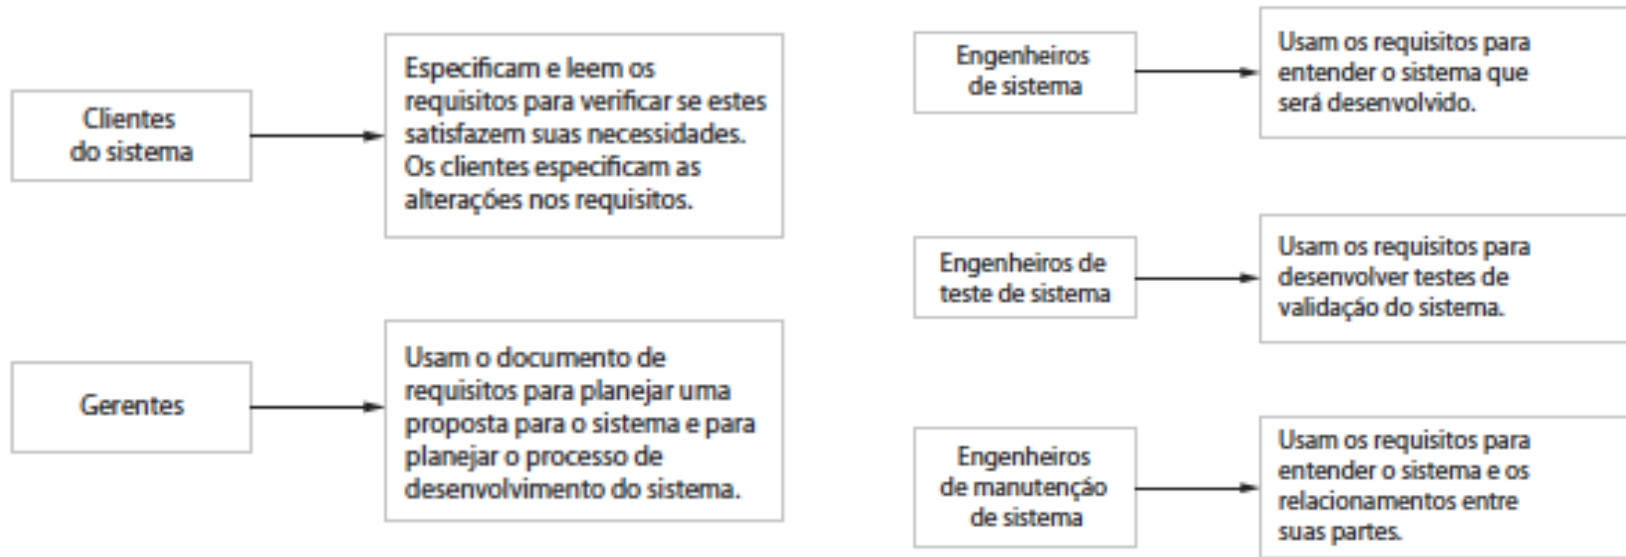 Clientes
do sistema
Especificam e leem os
requisitos para verificar se estes
satisfazem suas necessidades.
Os clientes especificam as
alterações nos requisitos.
Gerentes
Usam o documento de
requisitos para planejar uma
proposta para o sistema e para
planejar o processo de
desenvolvimento do sistema.
Engenheiros
de sistema
Usam os requisitos para
entender o sistema que
será desenvolvido.
Engenheiros de
teste de sistema
Usam os requisitos para
desenvolver testes de
validação do sistema.
Engenheiros
de manutenção
de sistema
Usam os requisitos para
entender o sistema e os
relacionamentos entre
suas partes.